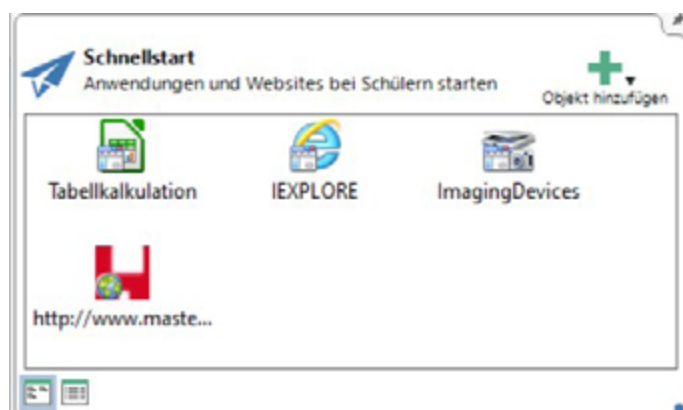 Schnellstart
Anwendungen und Websites bei Schülern starten
Objekt hinzufügen
Tabellkalkulation
IEXPLORE
ImagingDevices
http://www.maste...